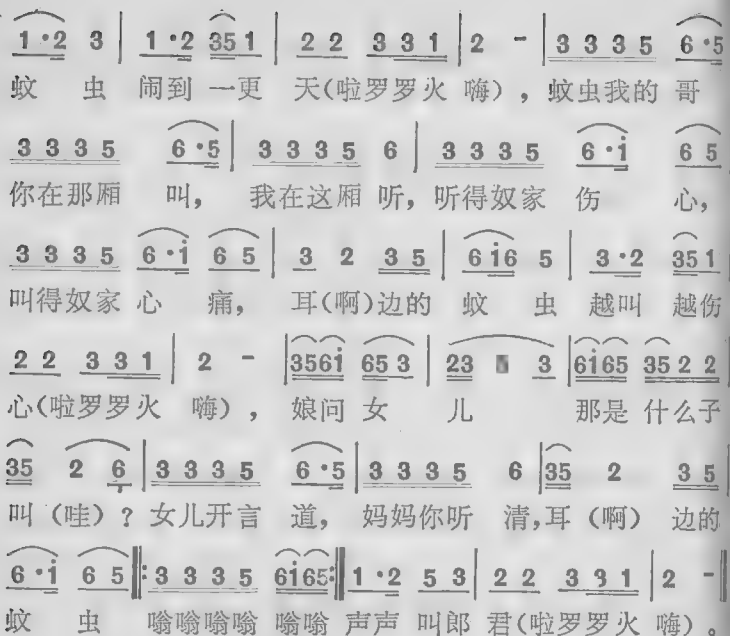 1·2 3 | 1·2 35 1 | 2 2 3 3 1 | 2 - | 3 3 3 5 6·5
蚊 虫 闹到 一更 天(啦罗罗火 嗨)，蚊虫我的 哥
3 3 3 5 6·5 | 3 3 3 5 6 | 3 3 3 5 6·i 6 5
你在那厢 叫， 我在这厢 听，听得奴家 伤 心，
3 3 3 5 6·i 6 5 | 3 2 3 5 | 6i6 5 | 3·2 35 1
叫得奴家 心 痛， 耳(啊)边的 蚊 虫 越叫 越伤
2 2 3 3 1 | 2 - | 356i 65 3 | 23 3 | 6i65 35 2 2
心(啦罗罗火 嗨)， 娘问 女 儿 那是 什么子
35 2 6 | 3 3 3 5 6·5 | 3 3 3 5 6 | 35 2 3 5
叫 (哇)？女儿开言 道， 妈妈你听 清，耳 (啊) 边的
6·i 6 5 ‖: 3 3 3 5 6i65 :‖ 1·2 5 3 | 2 2 3 3 1 | 2 -
蚊 虫 嗡嗡嗡嗡 嗡嗡 声声 叫郎 君(啦罗罗火 嗨)。